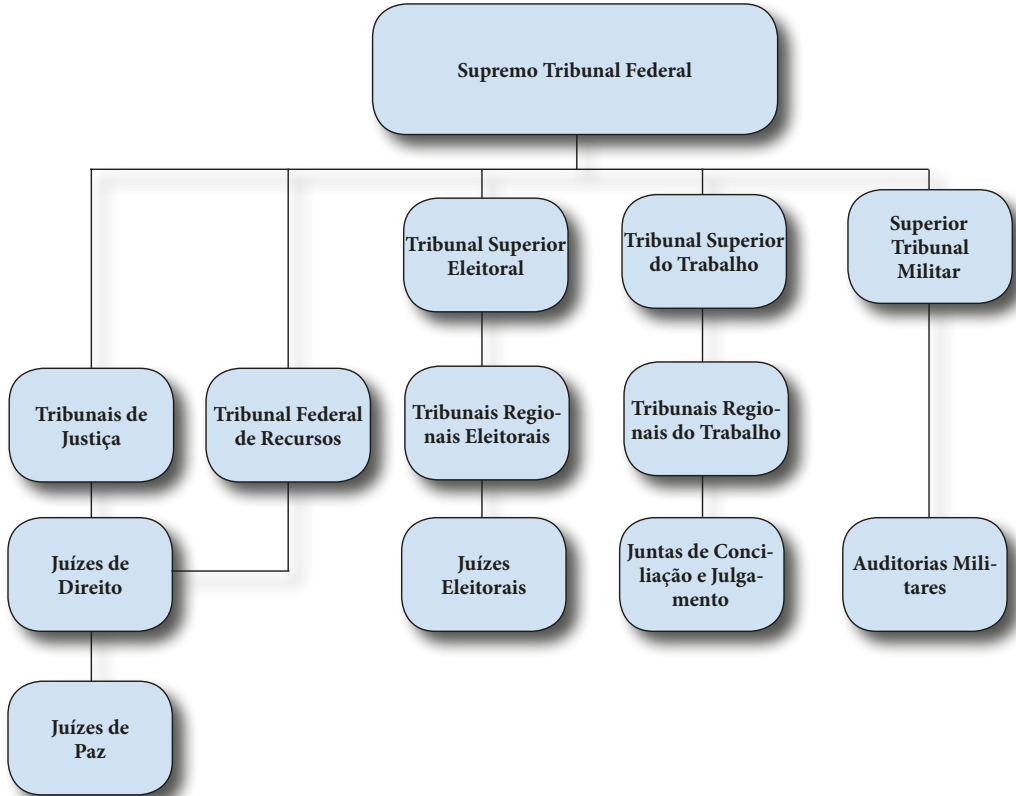 Supremo Tribunal Federal
Tribunal Superior
Eleitoral
Tribunal Superior
do Trabalho
Superior
Tribunal
Militar
Tribunais de
Justiça
Tribunal Federal
de Recursos
Tribunais Regio-
nais Eleitorais
Tribunais Regio-
nais do Trabalho
Juízes de
Direito
Juízes
Eleitorais
Juntas de Conci-
liação e Julga-
mento
Auditorias Mili-
tares
Juízes de
Paz